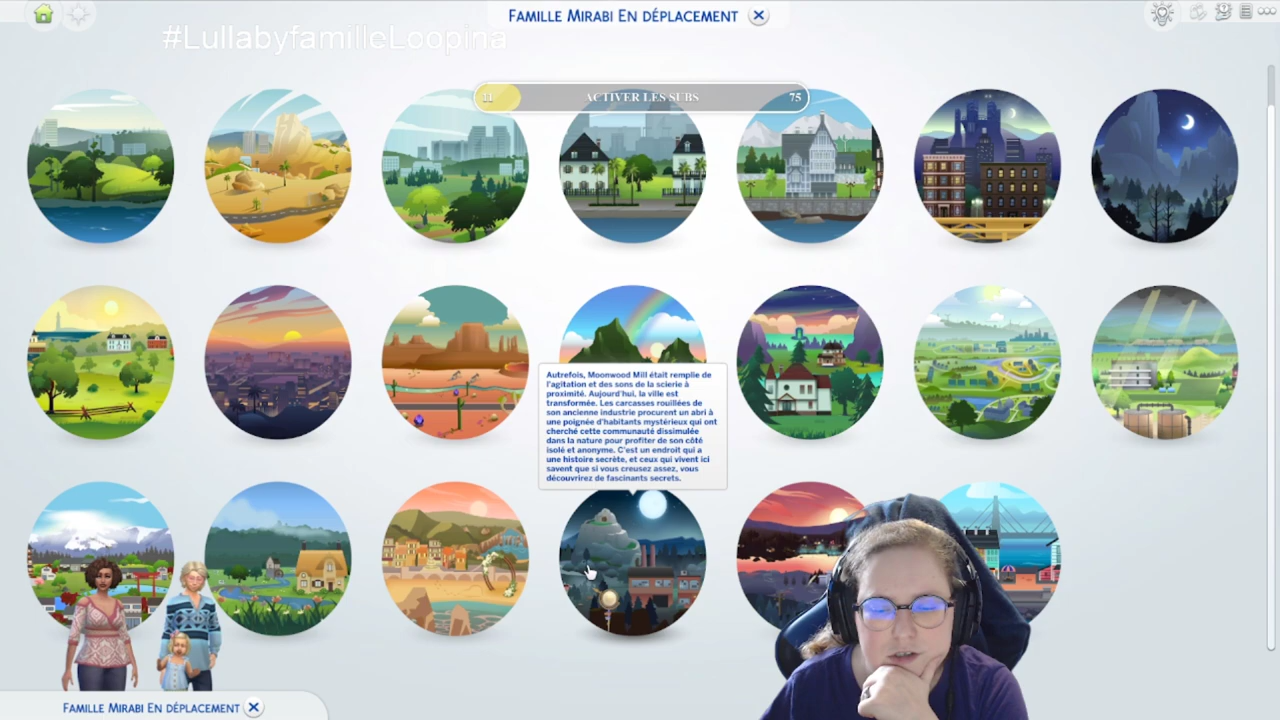 FAMILLE MIRABI EN DÉPLACEMENT
#LullabyfamilleLoopina
11 ACTIVER LES SUBS 75
Autrefois, Moonwood Mill était remplie de
l'agitation et des sons de la scierie à
proximité. Aujourd'hui, la ville est
transformée. Les carcasses rouillées de
son ancienne industrie procurent un abri à
une poignée d'habitants mystérieux qui ont
cherché cette communauté dissimulée
dans la nature pour profiter de son côté
isolé et anonyme. C'est un endroit qui a
une histoire secrète, et ceux qui vivent ici
savent que si vous creusez assez, vous
découvrirez de fascinants secrets.
FAMILLE MIRABI EN DÉPLACEMENT